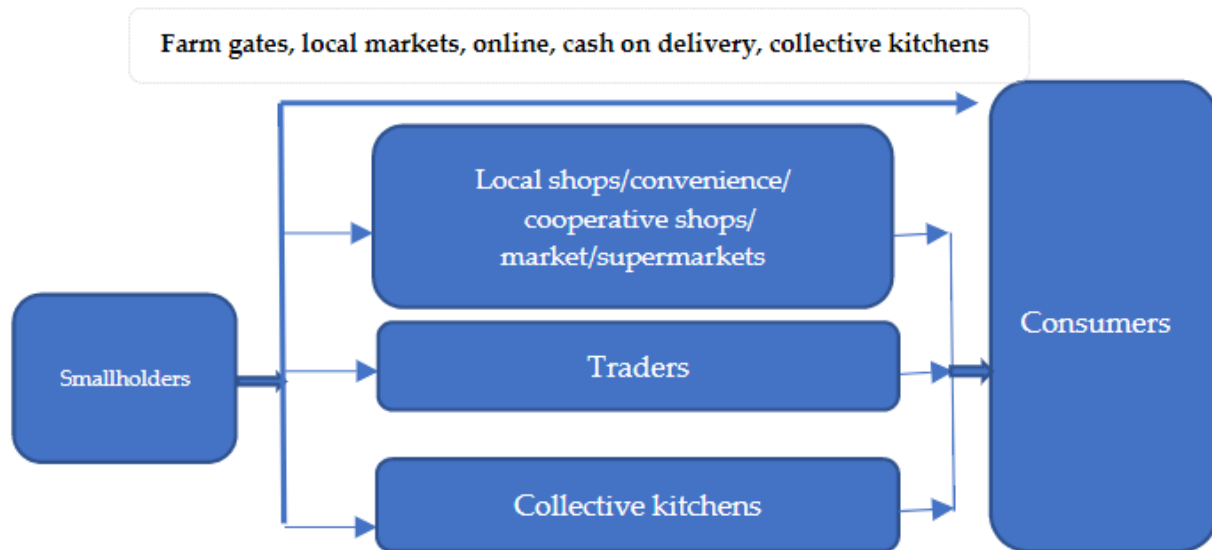 Farm gates, local markets, online, cash on delivery, collective kitchens
Local shops/convenience/
cooperative shops/
market/supermarkets
Smallholders
Traders
Consumers
Collective kitchens